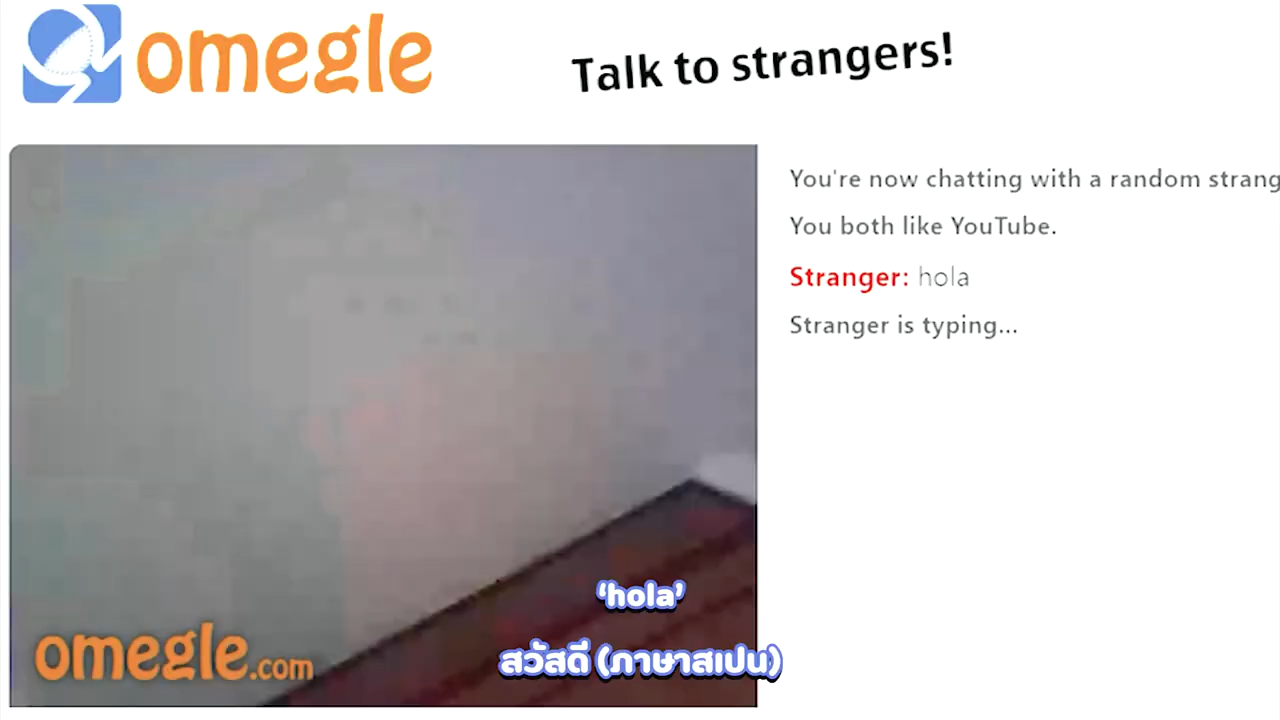 omegle
Talk to strangers!
You're now chatting with a random strang
You both like YouTube.
Stranger: hola
Stranger is typing...
‘hola’
สวัสดี (ภาษาสเปน)
omegle.com